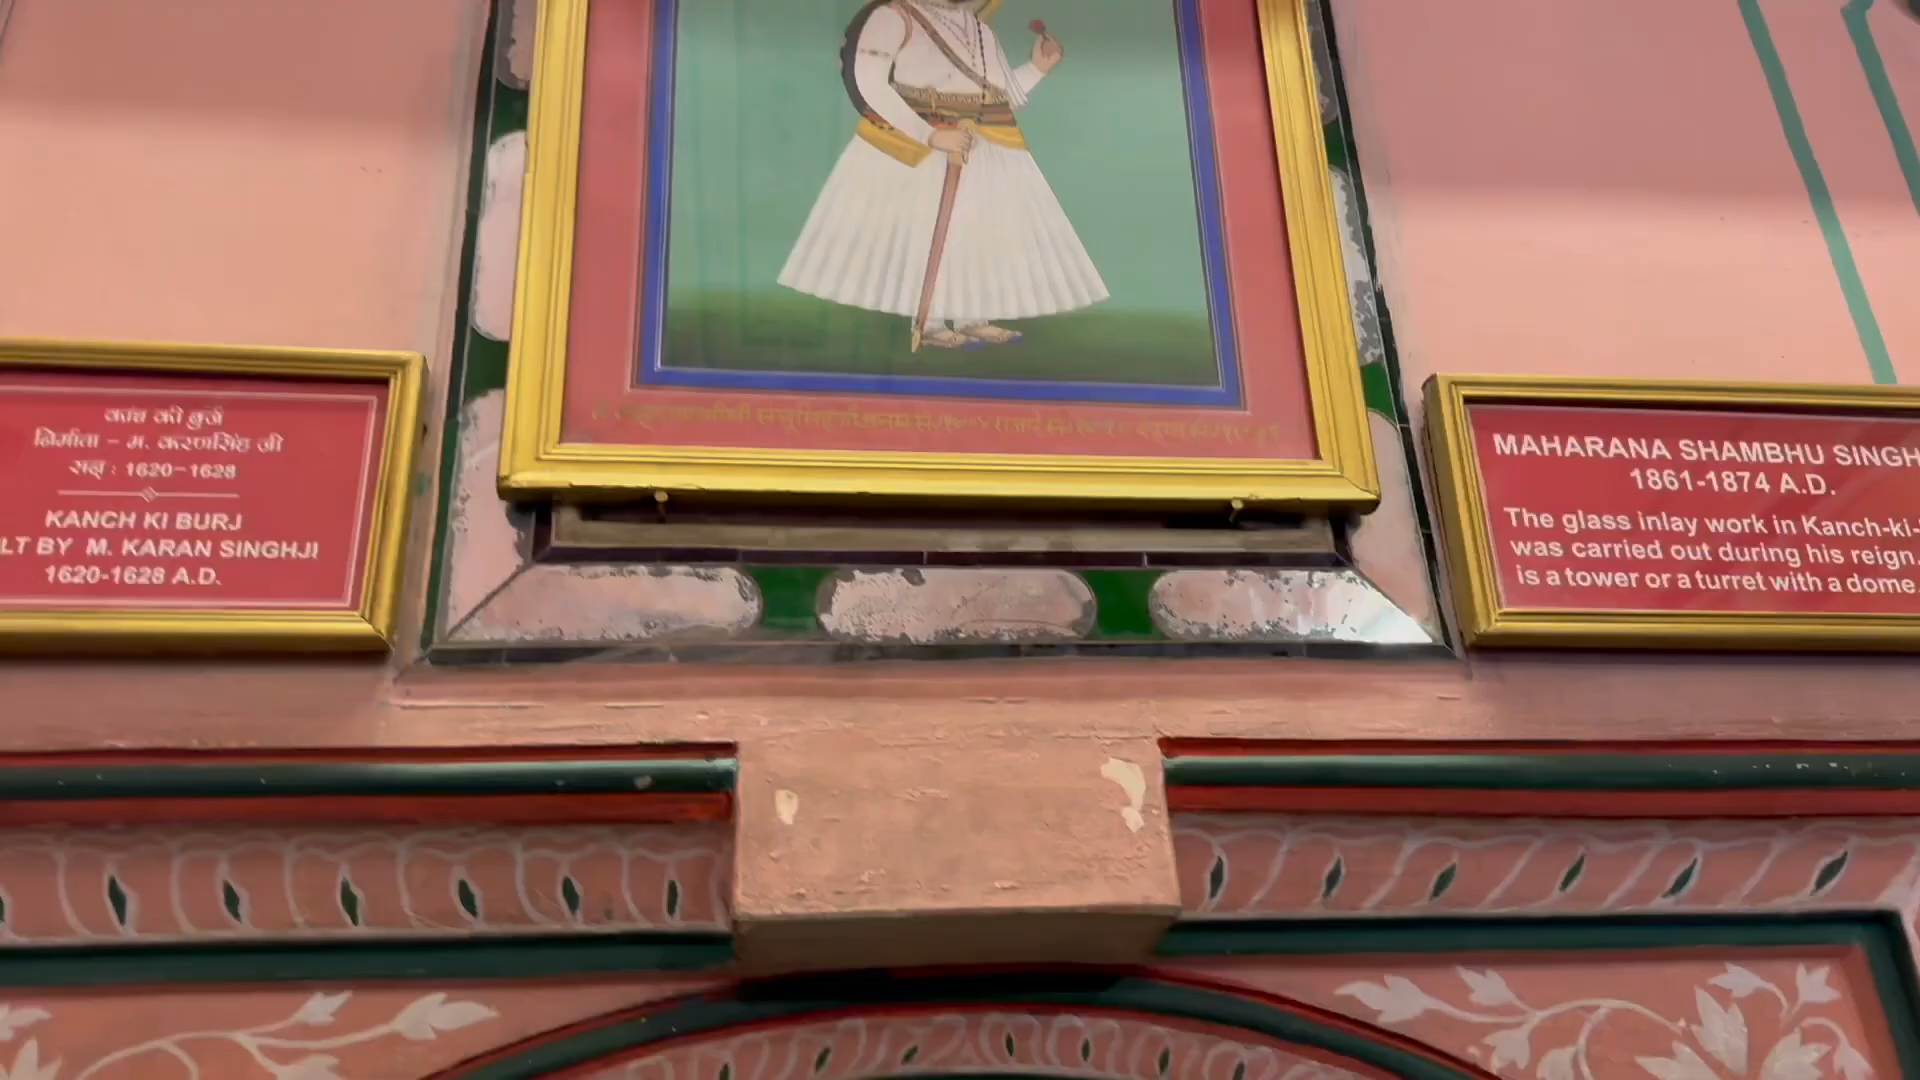 कांच की बुर्ज
निर्माता - म. करणसिंह जी
सन् : 1620-1628
KANCH KI BURJ
LT BY M. KARAN SINGHJI
1620-1628 A.D.
MAHARANA SHAMBHU SINGH
1861-1874 A.D.
The glass inlay work in Kanch-ki-
was carried out during his reign.
is a tower or a turret with a dome.